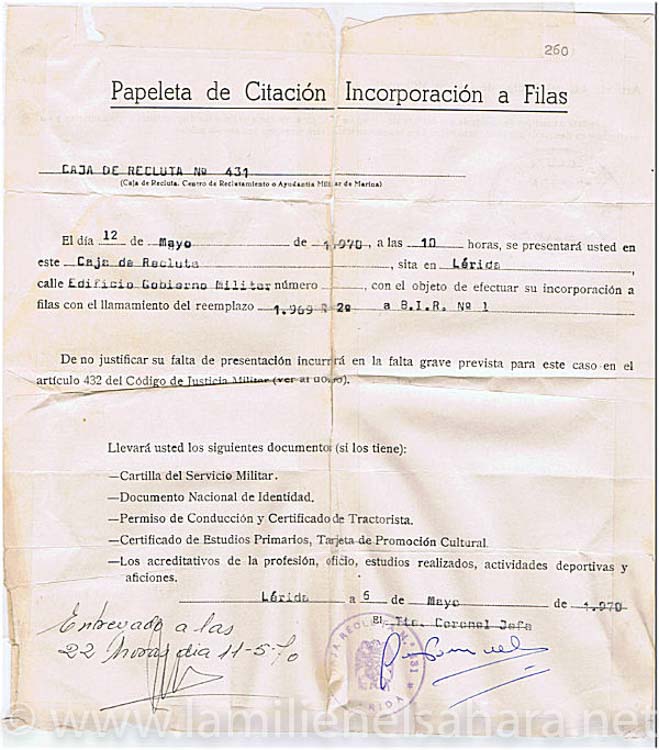 260
Papeleta de Citación Incorporación a Filas
CAJA DE RECLUTA Nº 431
(Caja de Recluta, Centro de Reclutamiento o Ayudantía Militar de Marina)
El día 12 de Mayo de 1.970, a las 10 horas, se presentará usted en
este Caja de Recluta, sita en Lérida,
calle Edificio Gobierno Militar número , con el objeto de efectuar su incorporación a
filas con el llamamiento del reemplazo 1.969 R 2º a B.I.R. Nº 1
De no justificar su falta de presentación incurrirá en la falta grave prevista para este caso en el
artículo 432 del Código de Justicia Militar (ver al dorso).
Llevará usted los siguientes documentos (si los tiene):
—Cartilla del Servicio Militar.
—Documento Nacional de Identidad.
—Permiso de Conducción y Certificado de Tractorista.
—Certificado de Estudios Primarios, Tarjeta de Promoción Cultural.
—Los acreditativos de la profesión, oficio, estudios realizados, actividades deportivas y
aficiones.
Lérida a 5 de Mayo de 1.970
El Tte. Coronel Jefe
Entregado a las
22 horas dia 11-5-70
CAJA RECLUTA N.º 431 LERIDA
© www.lamilienelsahara.net